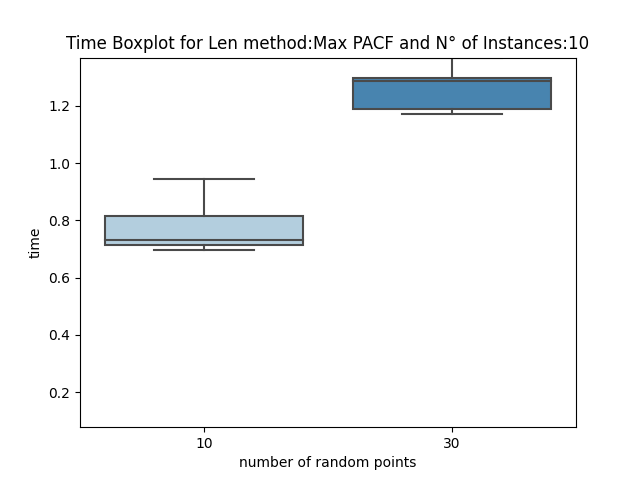 Time Boxplot for Len method:Max PACF and N° of Instances:10
1.2
1.0
0.8
0.6
0.4
0.2
time
10 30
number of random points